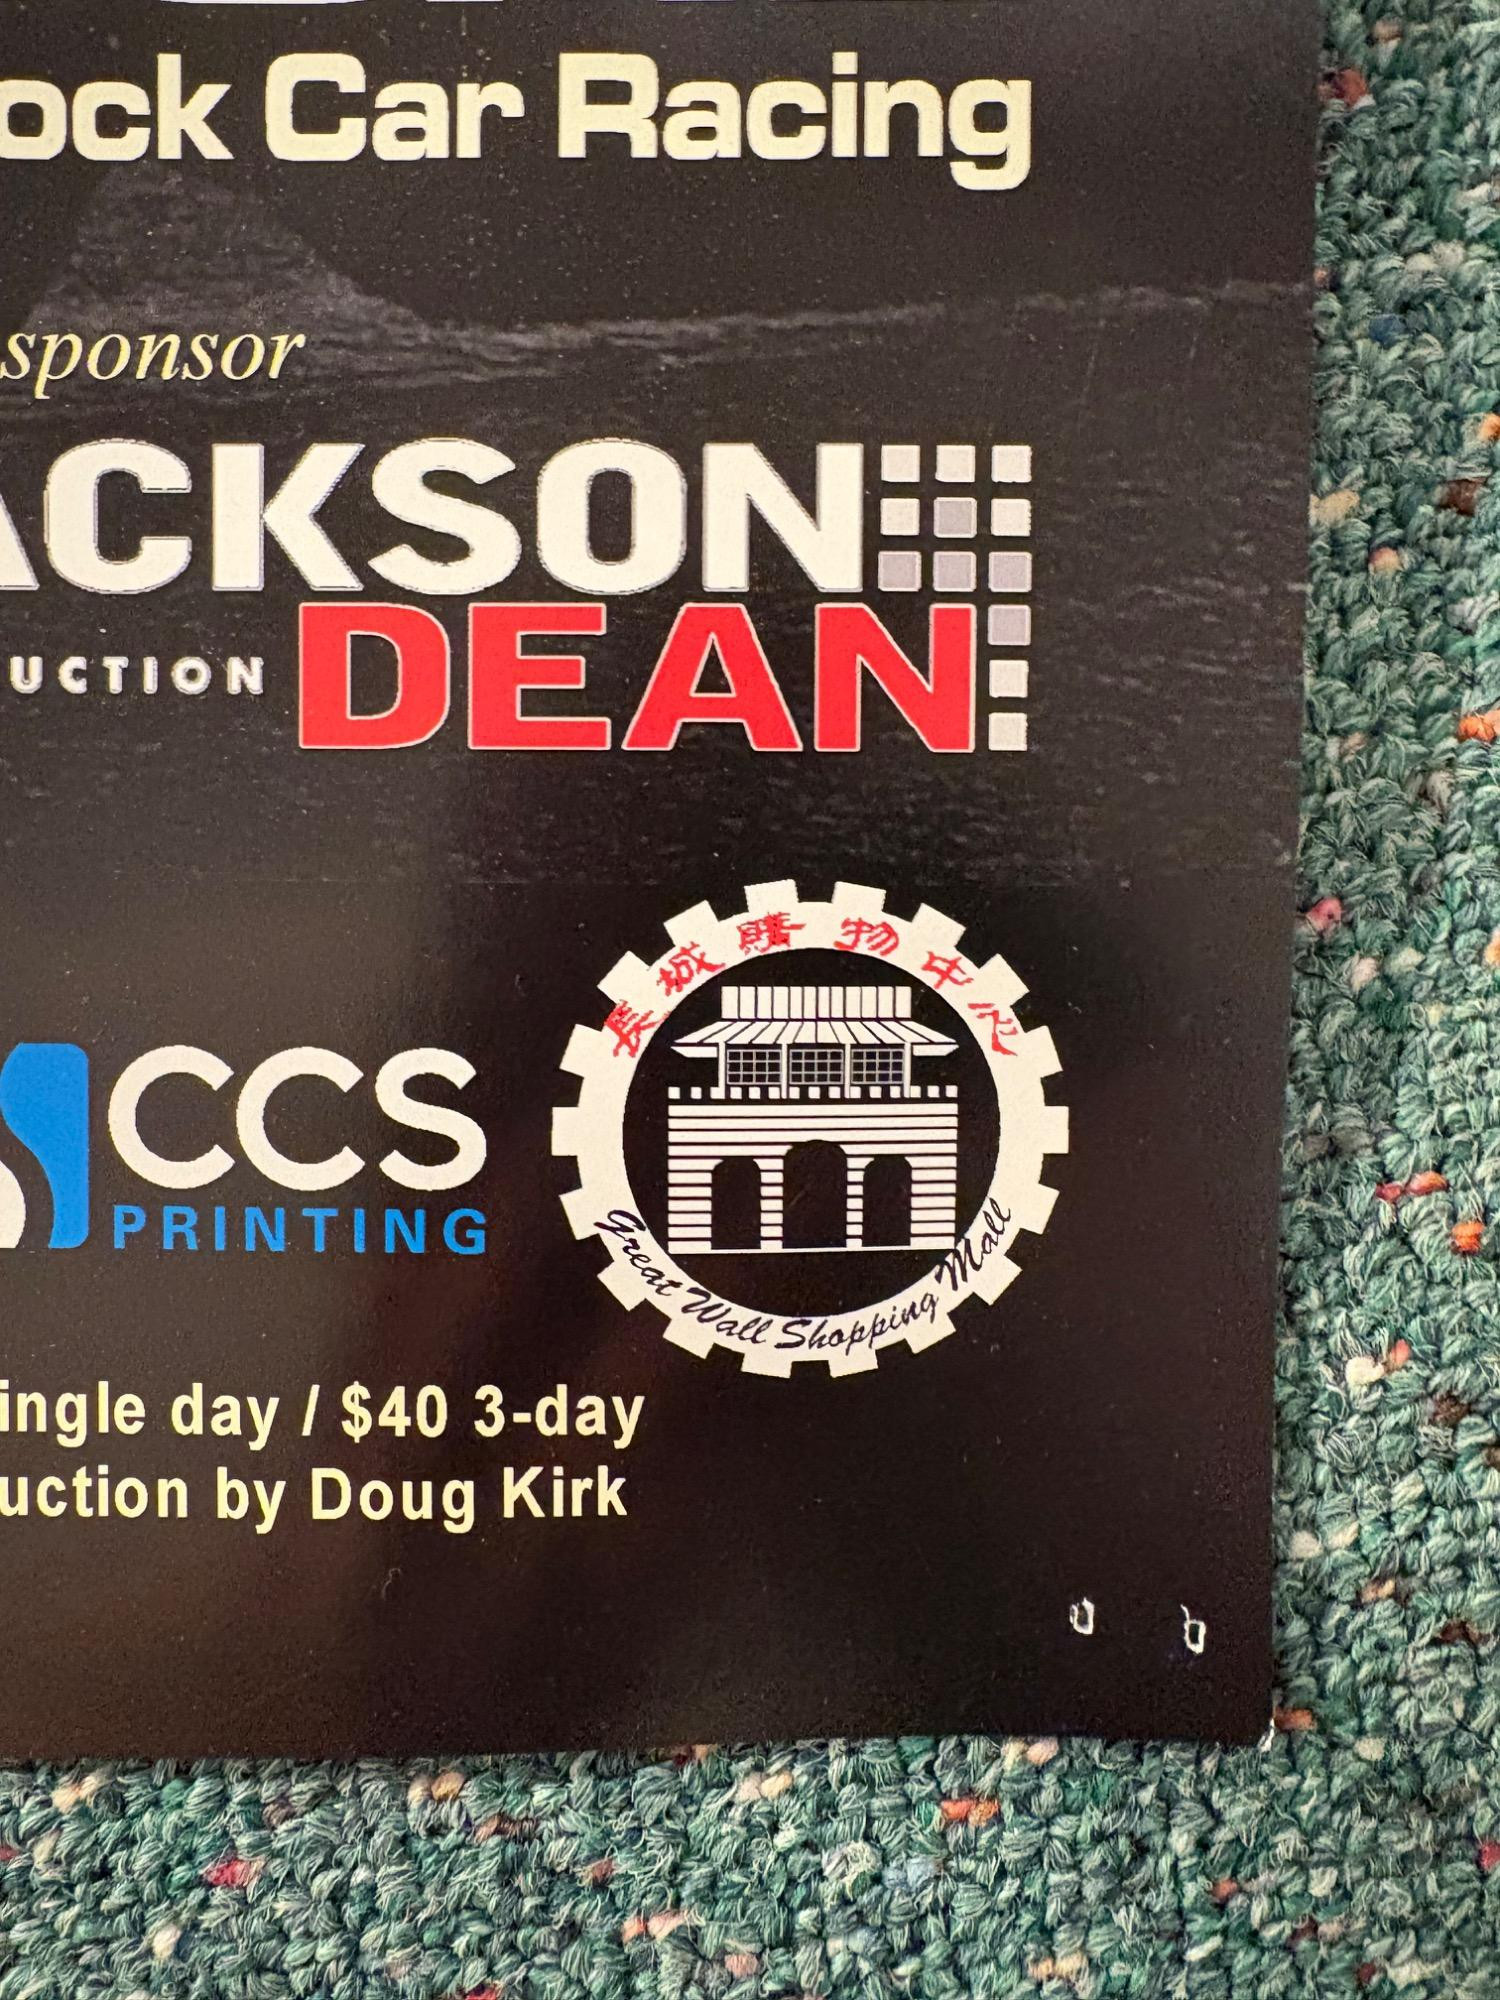 ock Car Racing
sponsor
ACKSON
UCTION DEAN
長城購物中心
CCS
PRINTING
Great Wall Shopping Mall
ingle day / $40 3-day
uction by Doug Kirk